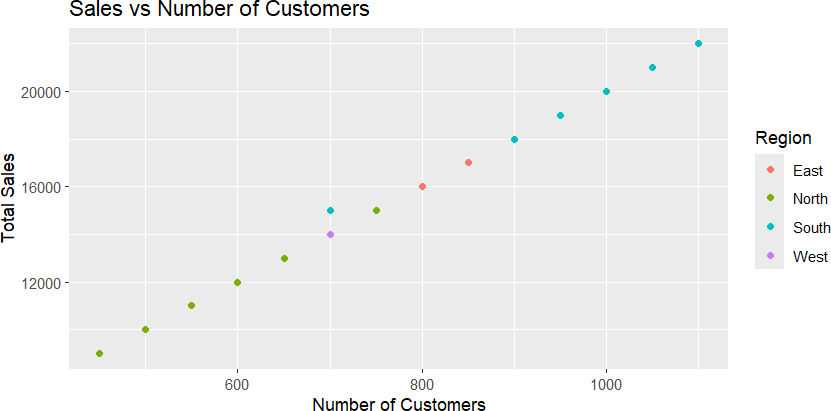 Sales vs Number of Customers
Total Sales
20000
16000
12000
600
800
1000
Number of Customers
Region
East
North
South
West